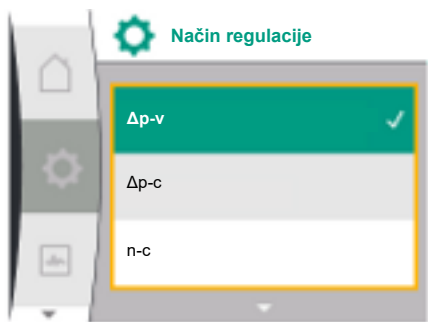 Način regulacije
Δp-v
Δp-c
n-c